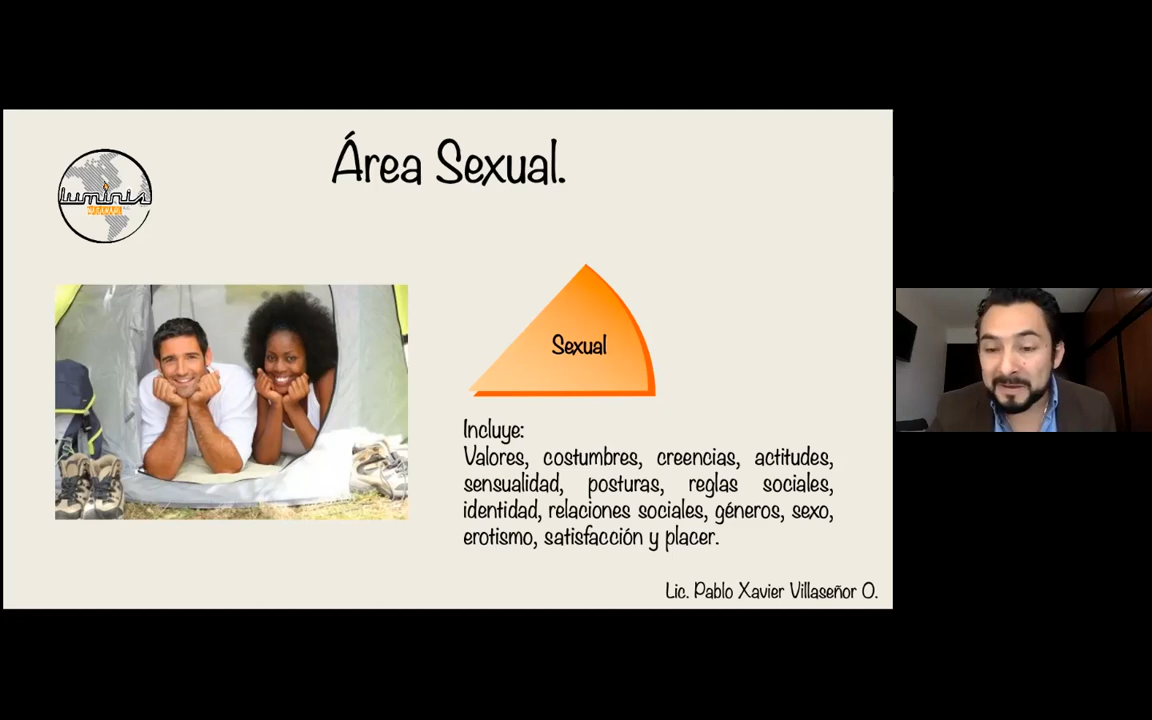 Área Sexual.
luminis
Sexual
Incluye:
Valores, costumbres, creencias, actitudes,
sensualidad, posturas, reglas sociales,
identidad, relaciones sociales, géneros, sexo,
erotismo, satisfacción y placer.
Lic. Pablo Xavier Villaseñor O.